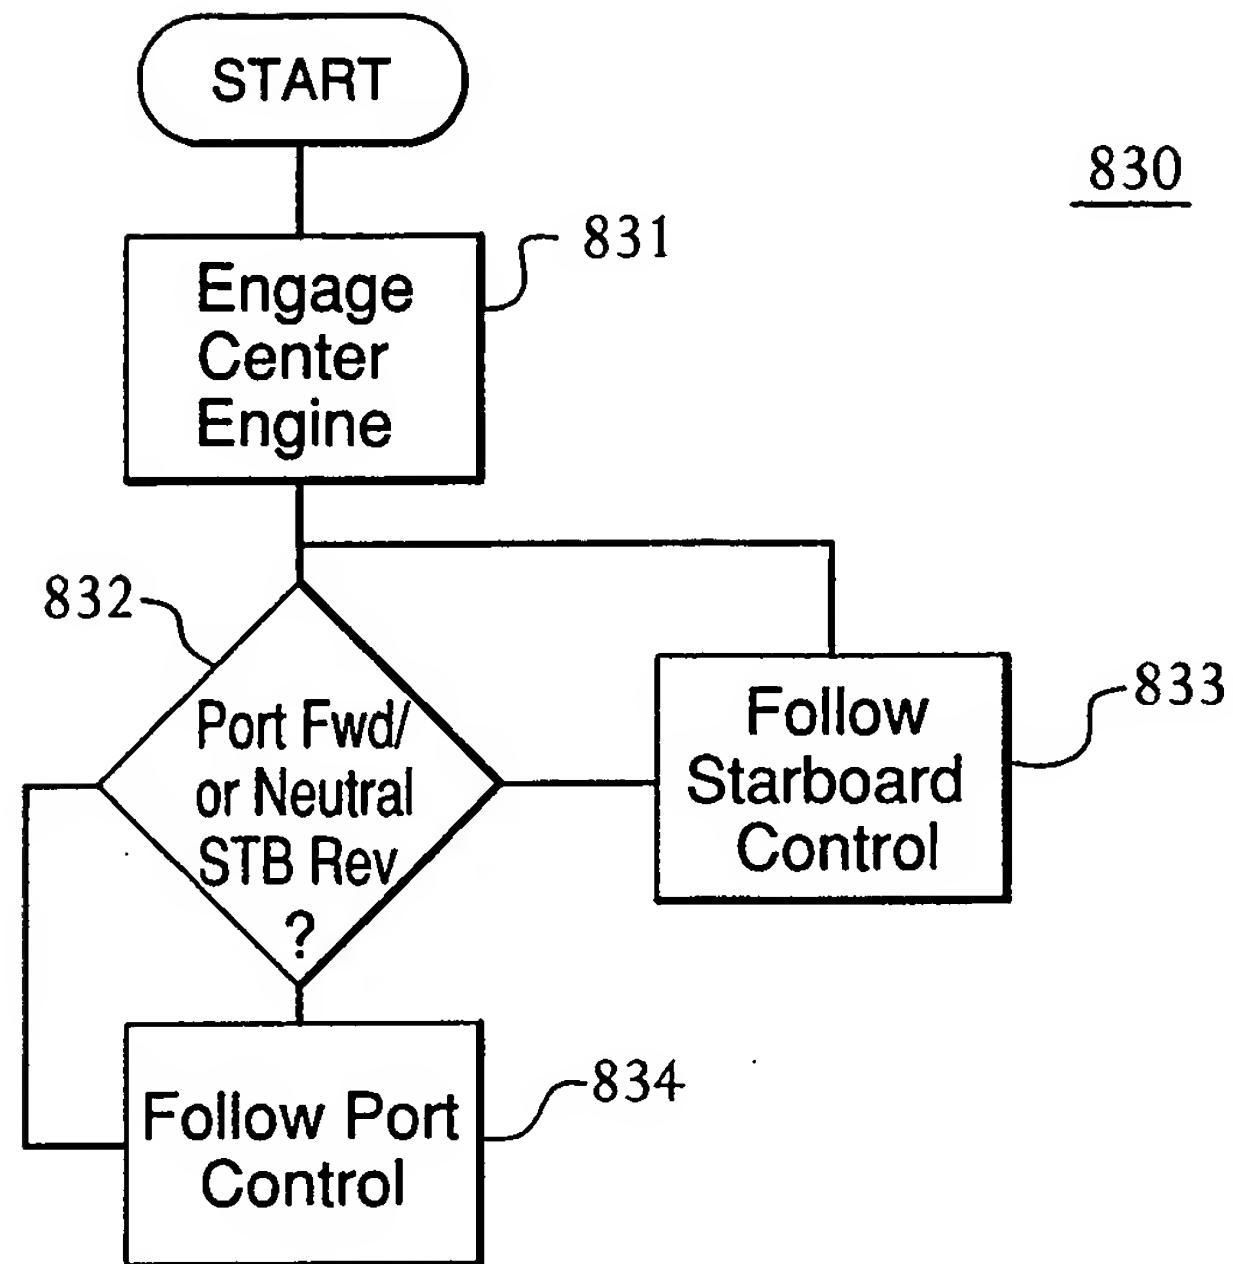 START
830
831
Engage
Center
Engine
832
Port Fwd/
or Neutral
STB Rev
?
833
Follow
Starboard
Control
834
Follow Port
Control